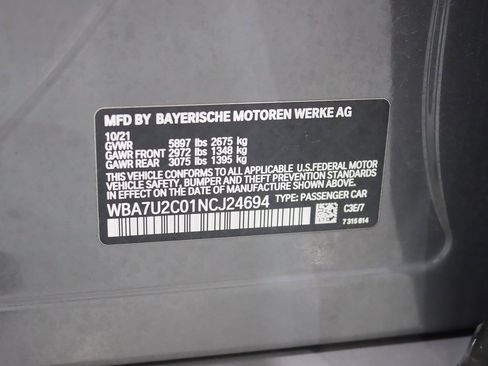 MFD BY BAYERISCHE MOTOREN WERKE AG
10/21
GVWR 5897 lbs 2675 kg
GAWR FRONT 2972 lbs 1348 kg
GAWR REAR 3075 lbs 1395 kg
THIS VEHICLE CONFORMS TO ALL APPLICABLE U.S.FEDERAL MOTOR
VEHICLE SAFETY, BUMPER AND THEFT PREVENTION STANDARDS
IN EFFECT ON THE DATE OF MANUFACTURE SHOWN ABOVE.
WBA7U2C01NCJ24694 TYPE: PASSENGER CAR
C3E/7
7 315 614